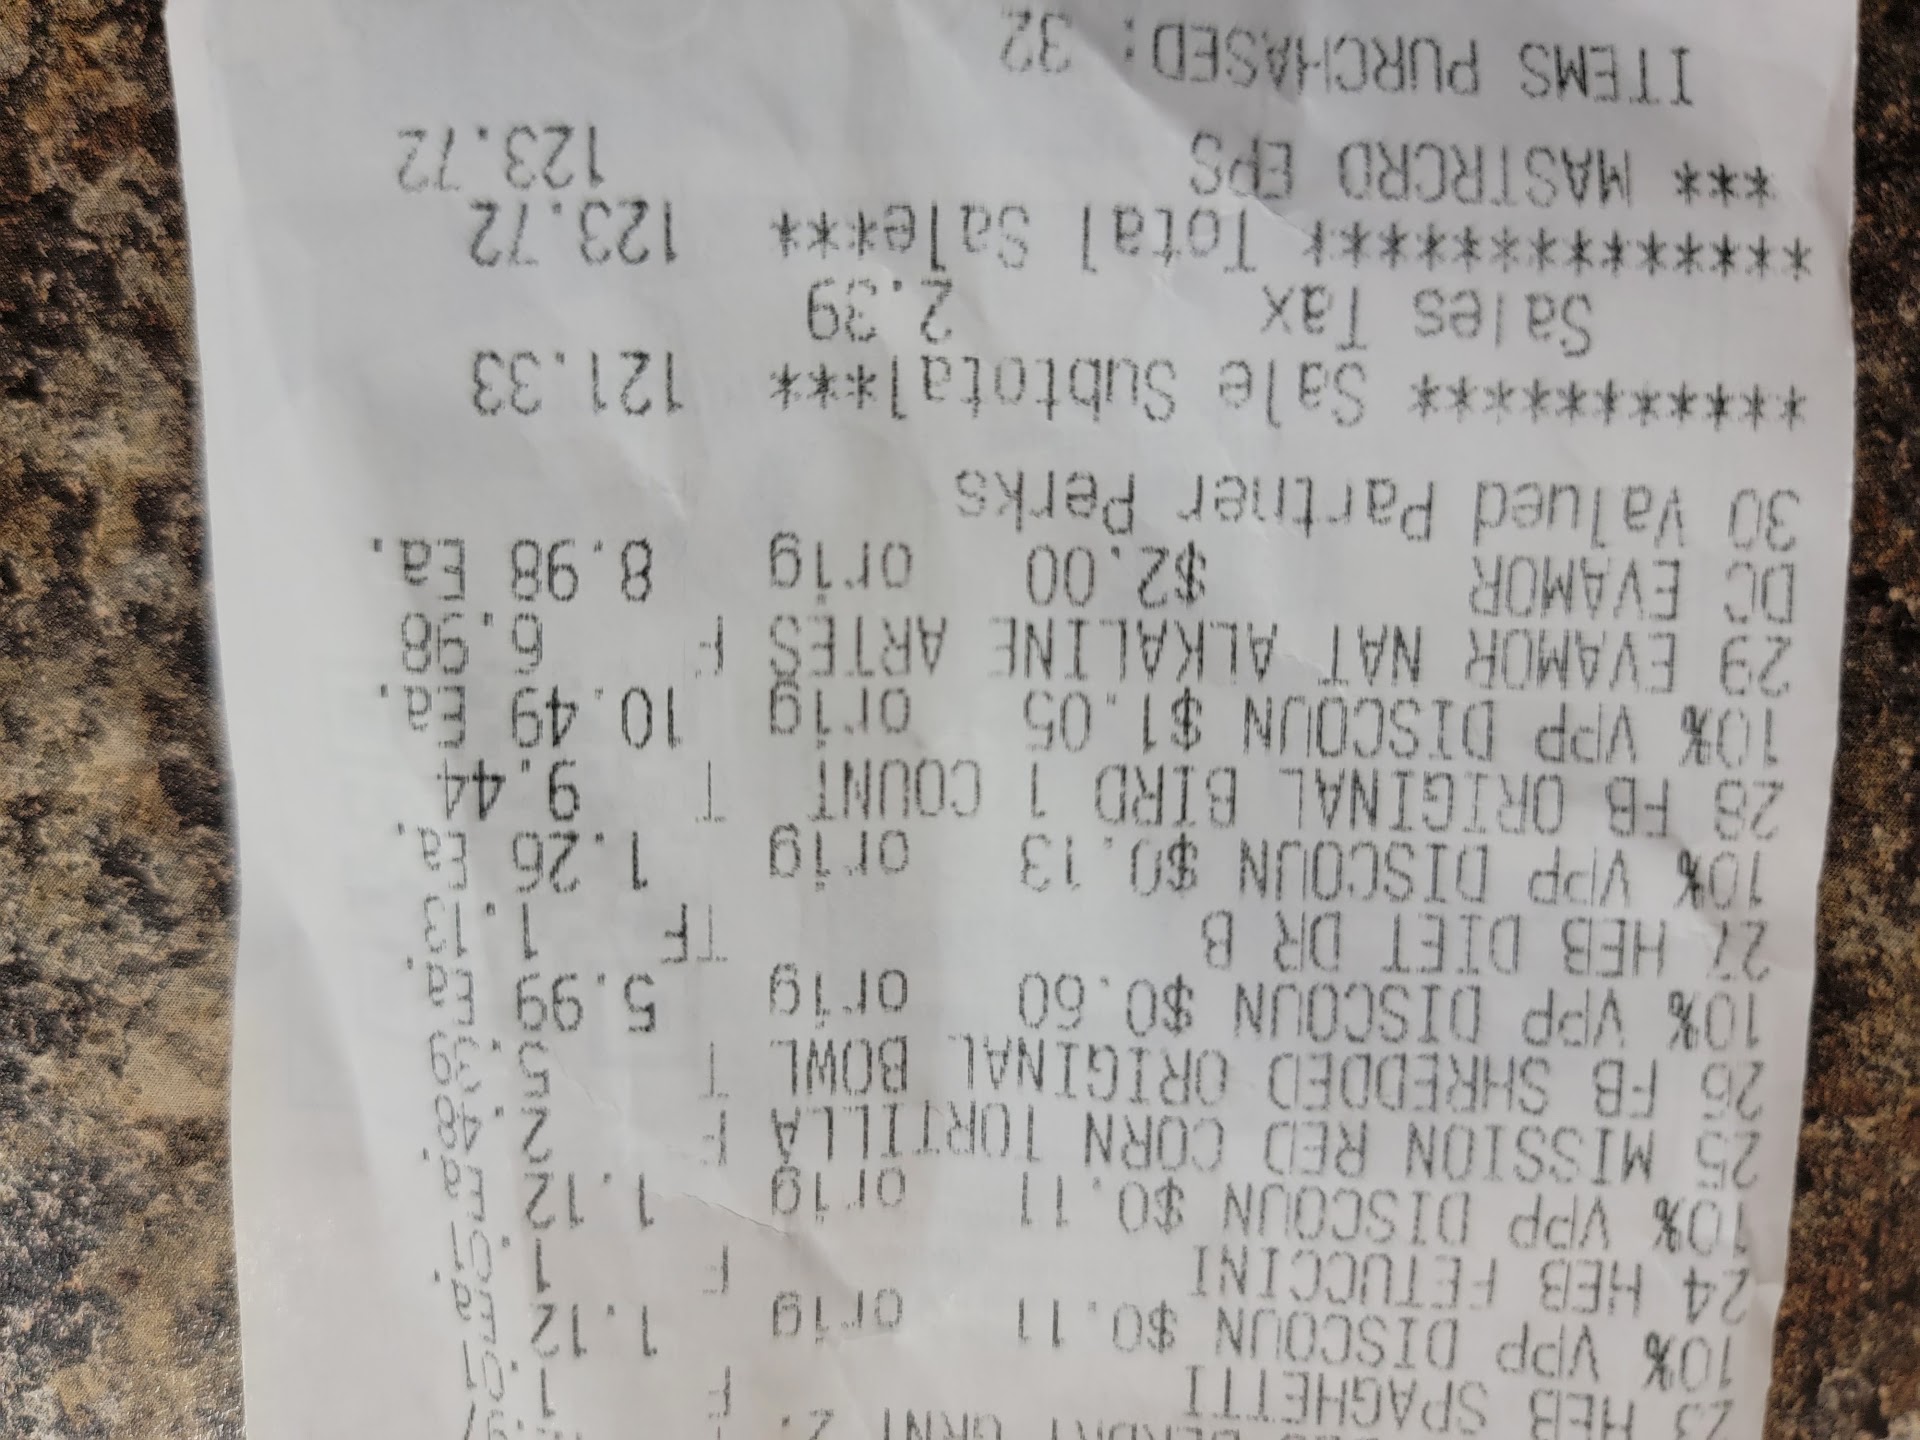 23 HEB SPAGHETTI F 1.01
10% VPP DISCOUN $0.11 orig 1.12 Ea.
24 HEB FETUCCINI F 1.01
10% VPP DISCOUN $0.11 orig 1.12 Ea.
25 MISSION RED CORN TORTILLA F 2.48
26 FB SHREDDED ORIGINAL BOWL T 5.39
10% VPP DISCOUN $0.60 orig 5.99 Ea.
27 HEB DIET DR B TF 1.13
10% VPP DISCOUN $0.13 orig 1.26 Ea.
28 FB ORIGINAL BIRD 1 COUNT T 9.44
10% VPP DISCOUN $1.05 orig 10.49 Ea.
29 EVAMOR NAT ALKALINE ARTES F 6.98
DC EVAMOR $2.00 orig 8.98 Ea.
30 Valued Partner Perks
************ Sale Subtotal*** 121.33
Sales Tax 2.39
*************** Total Sale*** 123.72
*** MASTRCRD EPS 123.72
ITEMS PURCHASED: 32